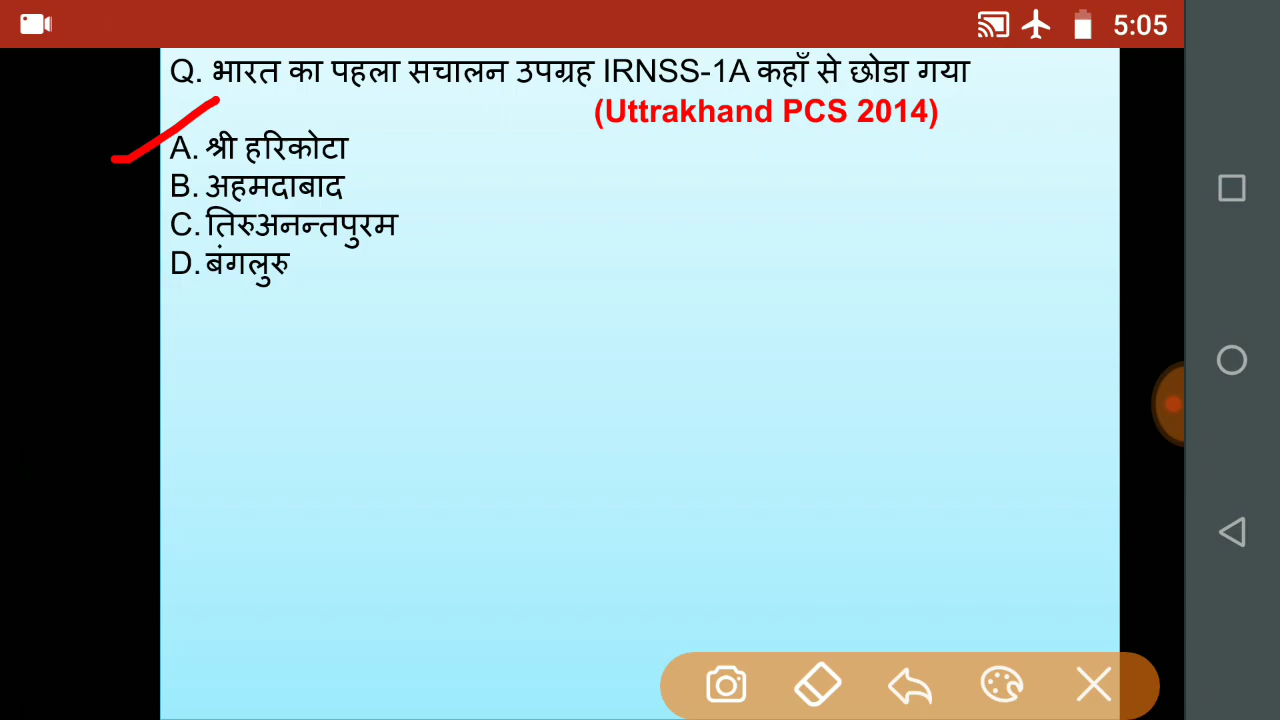 5:05
Q. भारत का पहला सचालन उपग्रह IRNSS-1A कहाँ से छोडा गया
(Uttrakhand PCS 2014)
A. श्री हरिकोटा
B. अहमदाबाद
C. तिरुअनन्तपुरम
D. बंगलुरु